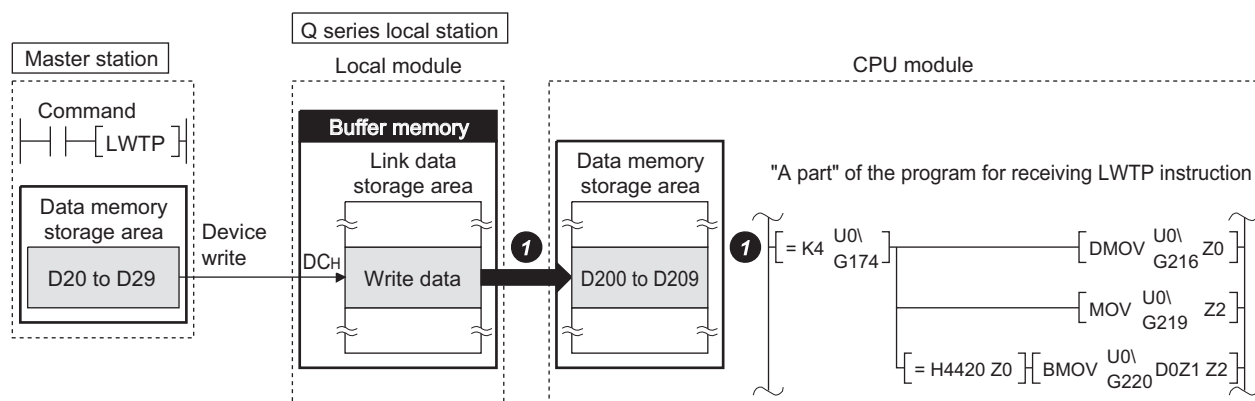 Q series local station
Master station
Local module
CPU module
Command
LWTP
Buffer memory
Link data
storage area
Data memory
storage area
"A part" of the program for receiving LWTP instruction
Data memory
storage area
Device
write
D20 to D29
DCH
Write data
1
D200 to D209
1
= K4 U0\
G174
DMOV U0\
G216 Z0
MOV U0\
G219 Z2
= H4420 Z0
BMOV U0\
G220 D0Z1 Z2